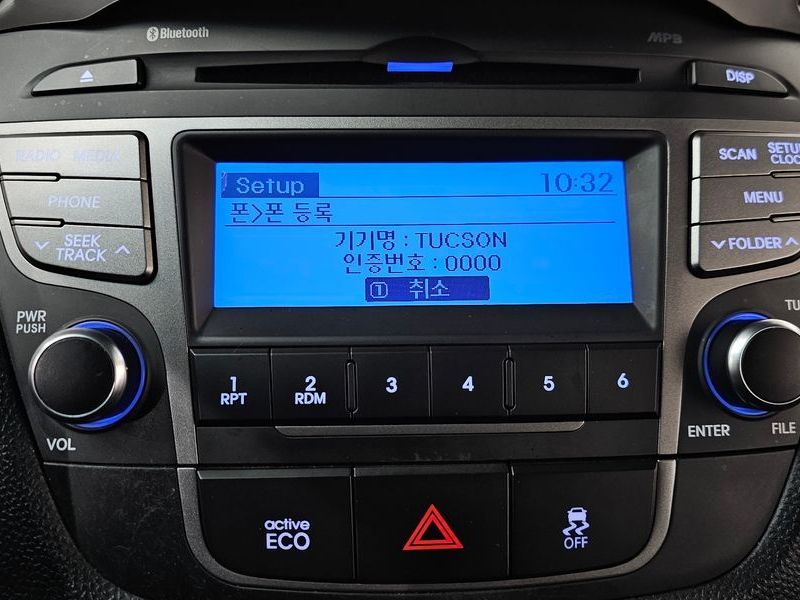 Bluetooth
MP3
DISP
RADIO MEDIA
PHONE
SEEK
TRACK
Setup 10:32
폰>폰 등록
기기명 : TUCSON
인증번호 : 0000
① 취소
SCAN
MENU
FOLDER
PWR
PUSH
VOL
1
RPT
2
RDM
3
4
5
6
ENTER
FILE
active
ECO
OFF